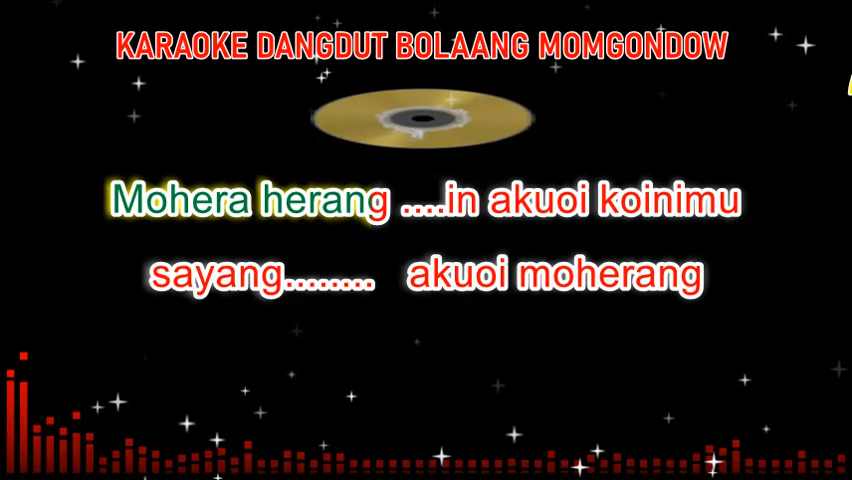 KARAOKE DANGDUT BOLAANG MOMGONDOW
Mohera herang ....in akuoi koinimu
sayang........ akuoi moherang